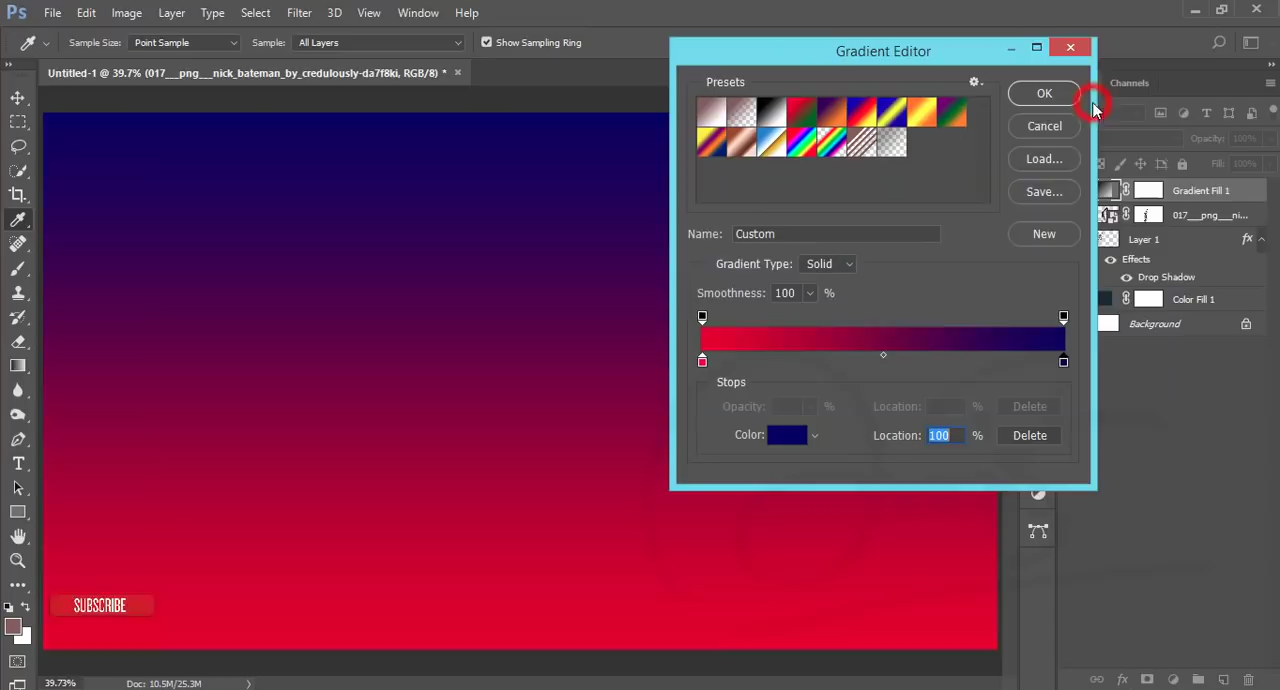 Ps File Edit Image Layer Type Select Filter 3D View Window Help
Sample Size: Point Sample Sample: All Layers Show Sampling Ring
Untitled-1 @ 39.7% (017__png__nick_bateman_by_credulously-da7f8ki, RGB/8) * ×
Gradient Editor
Presets
OK
Cancel
Load...
Save...
Name: Custom
New
Gradient Type: Solid
Smoothness: 100 %
Stops
Opacity: % Location: % Delete
Color: Location: 100 % Delete
Channels
Opacity: 100%
Fill: 100%
Gradient Fill 1
017__png__ni...
Layer 1 fx
Effects
Drop Shadow
Color Fill 1
Background
SUBSCRIBE
39.73% Doc: 10.5M/25.3M
fx